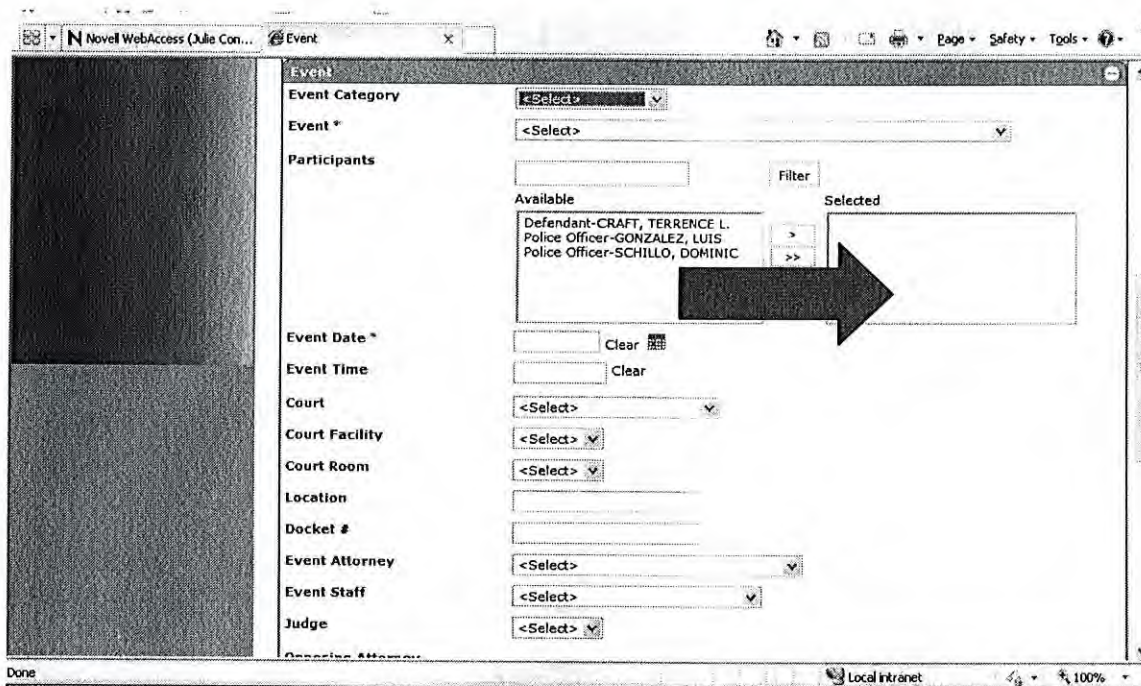 N Novell WebAccess (Julie Con... Event Page Safety Tools
Event
Event Category <Select>
Event * <Select>
Participants Filter
Available Selected
Defendant-CRAFT, TERRENCE L. >
Police Officer-GONZALEZ, LUIS
Police Officer-SCHILLO, DOMINIC >>
Event Date * Clear
Event Time Clear
Court <Select>
Court Facility <Select>
Court Room <Select>
Location
Docket #
Event Attorney <Select>
Event Staff <Select>
Judge <Select>
Opposing Attorney
Done Local intranet 100%